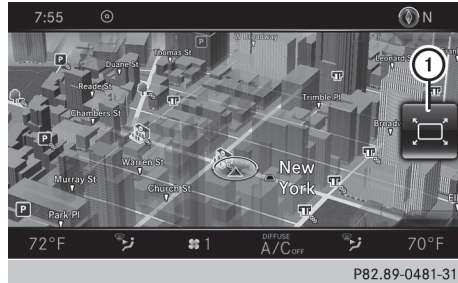 7:55 N
W Broadway
Thomas St
Duane St
Leonard S
Reade St
Trimble Pl
Chambers St
Broadw
Warren St
New
York
Murray St
Church St
Park Pl
72°F 1 DIFFUSE A/C OFF 70°F
1
P
P
P
P82.89-0481-31